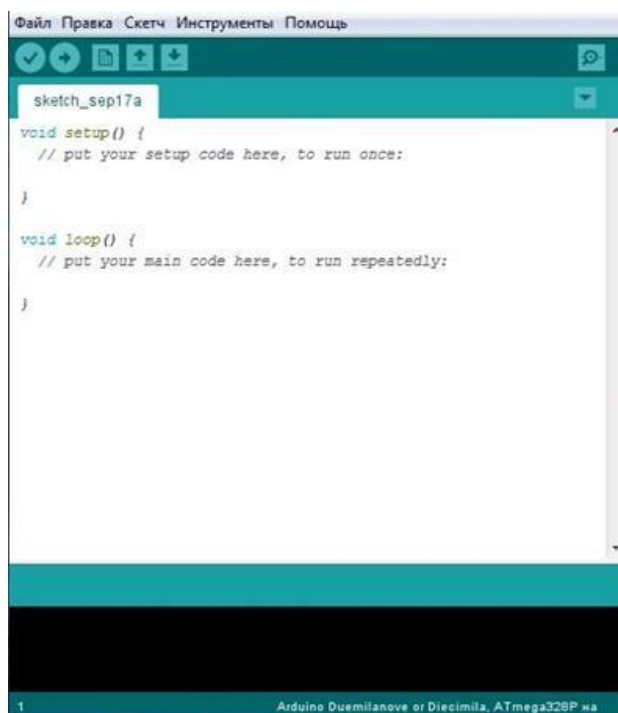 Файл Правка Скетч Инструменты Помощь
sketch_sep17a
void setup() {
// put your setup code here, to run once:
}
void loop() {
// put your main code here, to run repeatedly:
}
1 Arduino Duemilanove or Diecimila, ATmega328P на